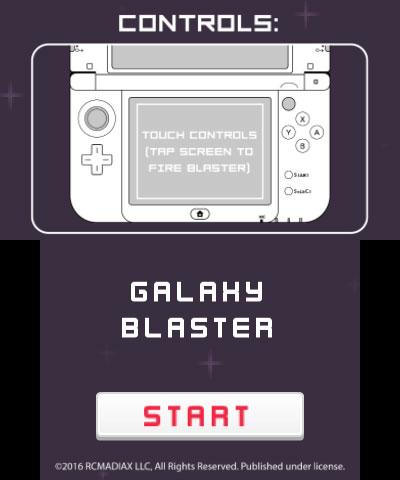 CONTROLS:
TOUCH CONTROLS
(TAP SCREEN TO
FIRE BLASTER)
X
Y
A
B
START
SELECT
GALAXY
BLASTER
START
©2016 RCMADIAX LLC, All Rights Reserved. Published under license.